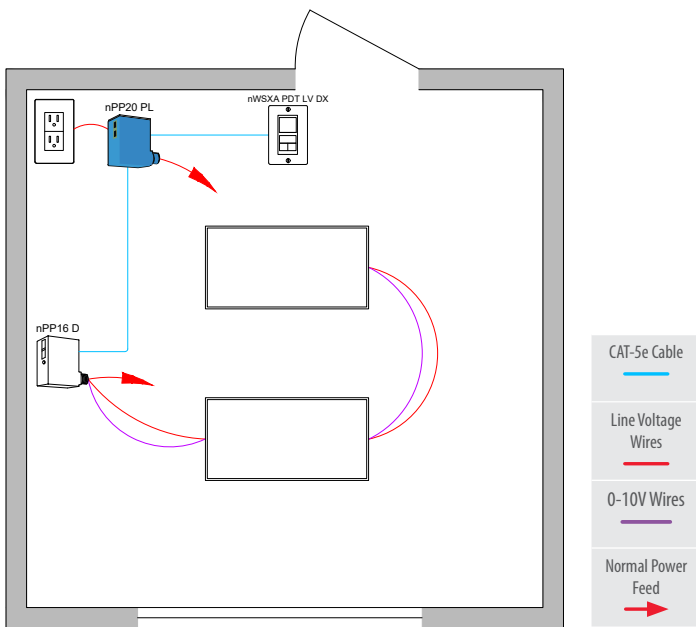 nPP20 PL
nWSXA PDT LV DX
nPP16 D
CAT-5e Cable
Line Voltage
Wires
0-10V Wires
Normal Power
Feed